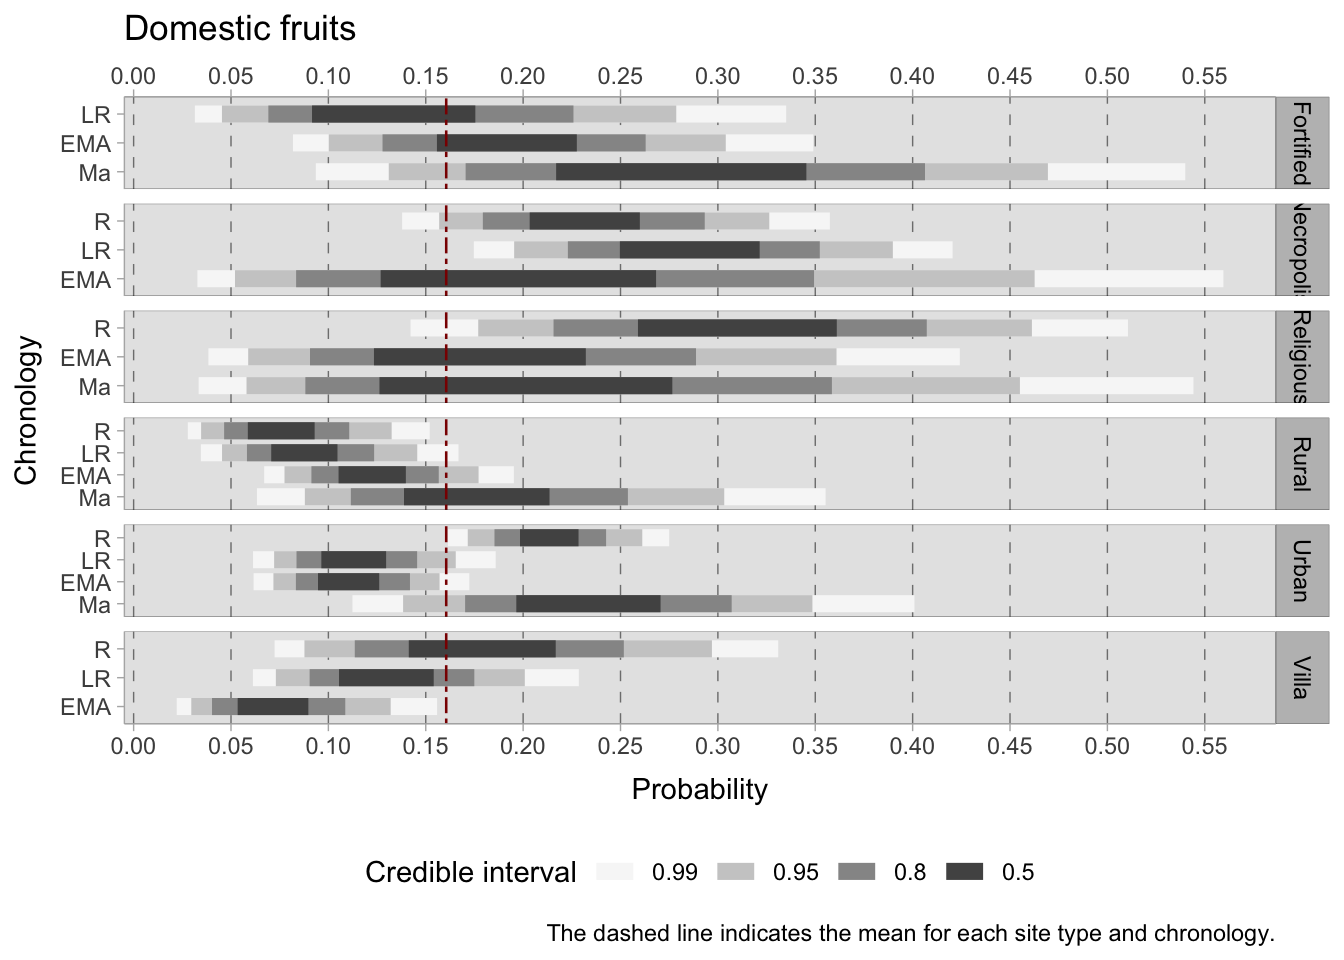 Domestic fruits
0.00 0.05 0.10 0.15 0.20 0.25 0.30 0.35 0.40 0.45 0.50 0.55
Chronology
LR
EMA
Ma
Fortified
R
LR
EMA
Necropolis
R
EMA
Ma
Religious
R
LR
EMA
Ma
Rural
R
LR
EMA
Ma
Urban
R
LR
EMA
Villa
0.00 0.05 0.10 0.15 0.20 0.25 0.30 0.35 0.40 0.45 0.50 0.55
Probability
Credible interval 0.99 0.95 0.8 0.5
The dashed line indicates the mean for each site type and chronology.